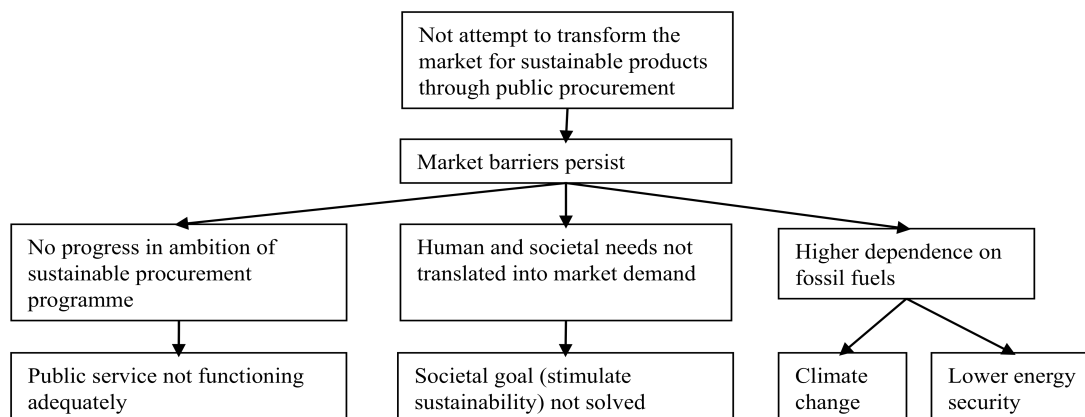 Not attempt to transform the
market for sustainable products
through public procurement
Market barriers persist
No progress in ambition of
sustainable procurement
programme
Human and societal needs not
translated into market demand
Higher dependence on
fossil fuels
Public service not functioning
adequately
Societal goal (stimulate
sustainability) not solved
Climate
change
Lower energy
security